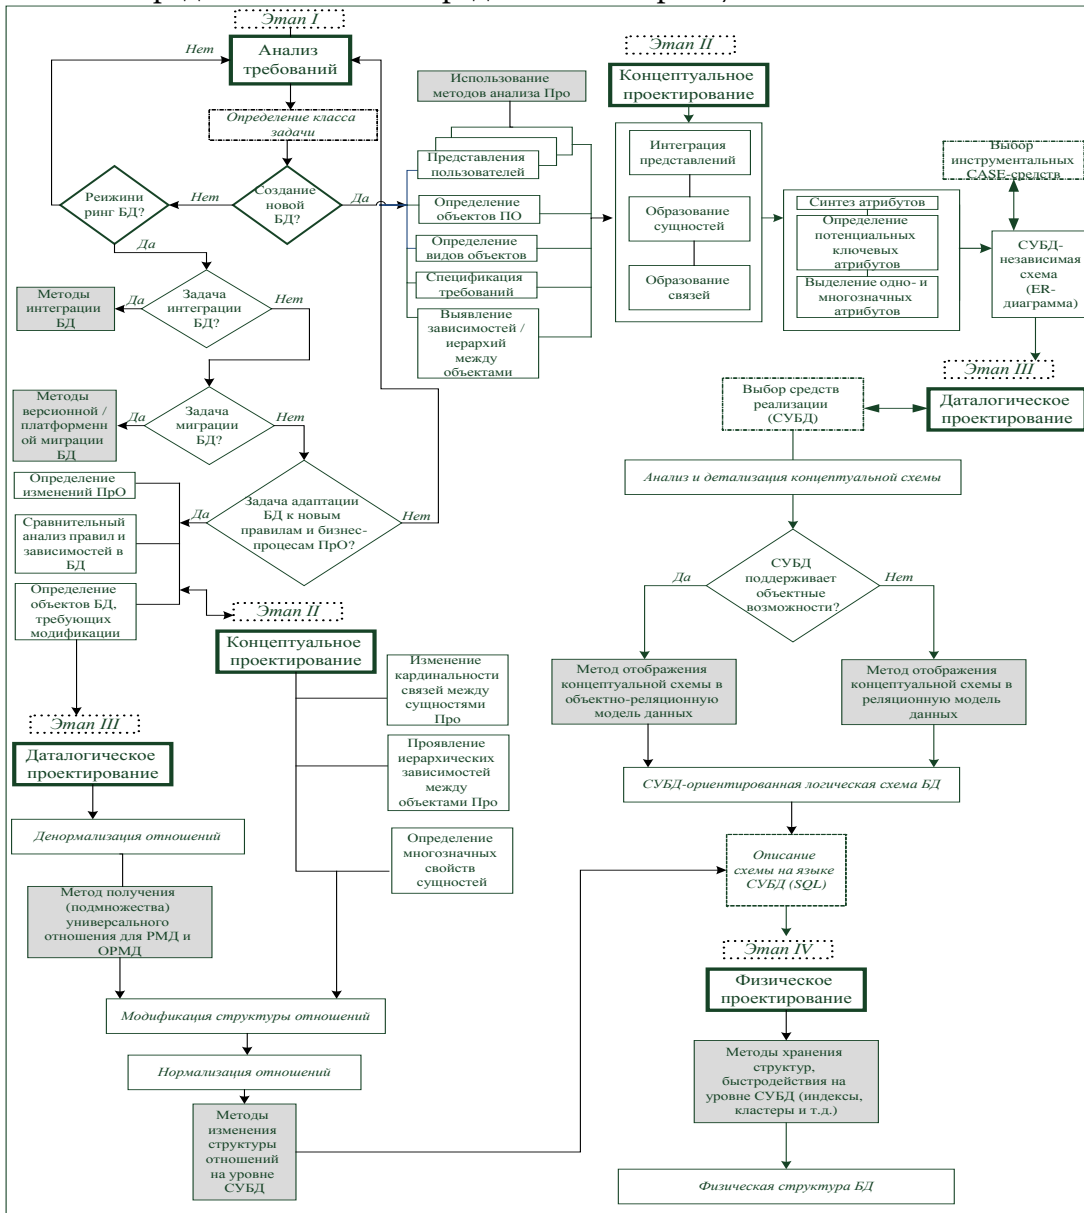 Этап I
Анализ
требований
Нет
Определение класса
задачи
Создание
новой БД?
Нет
Да
Реижини
ринг БД?
Да
Задача
интеграции
БД?
Да
Нет
Методы
интеграции
БД
Задача
миграции
БД?
Да
Нет
Методы
версионной /
платформен
ной миграции
БД
Задача адаптации
БД к новым
правилам и бизнес-
процесам ПрО?
Да
Нет
Определение
изменений ПрО
Сравнительный
анализ правил и
зависимостей в
БД
Определение
объектов БД,
требующих
модификации
Использование
методов анализа Про
Представления
пользователей
Определение
объектов ПО
Определение
видов объектов
Спецификация
требований
Выявление
зависимостей /
иерархий
между
объектами
Этап II
Концептуальное
проектирование
Интеграция
представлений
Образование
сущностей
Образование
связей
Синтез атрибутов
Определение
потенциальных
ключевых
атрибутов
Выделение одно- и
многозначных
атрибутов
Выбор
инструментальных
CASE-средств
СУБД-
независимая
схема
(ER-
диаграмма)
Этап III
Даталогическое
проектирование
Выбор средств
реализации
(СУБД)
Анализ и детализация концептуальной схемы
СУБД
поддерживает
объектные
возможности?
Да
Нет
Метод отображения
концептуальной схемы в
объектно-реляционную
модель данных
Метод отображения
концептуальной схемы в
реляционную модель
данных
СУБД-ориентированная логическая схема БД
Описание
схемы на языке
СУБД (SQL)
Этап IV
Физическое
проектирование
Методы хранения
структур,
быстродействия на
уровне СУБД (индексы,
кластеры и т.д.)
Физическая структура БД
Этап II
Концептуальное
проектирование
Изменение
кардинальности
связей между
сущностями
Про
Проявление
иерархических
зависимостей
между
объектами Про
Определение
многозначных
свойств
сущностей
Этап III
Даталогическое
проектирование
Денормализация отношений
Метод получения
(подмножества)
универсального
отношения для РМД и
ОРМД
Модификация структуры отношений
Нормализация отношений
Методы
изменения
структуры
отношений
на уровне
СУБД